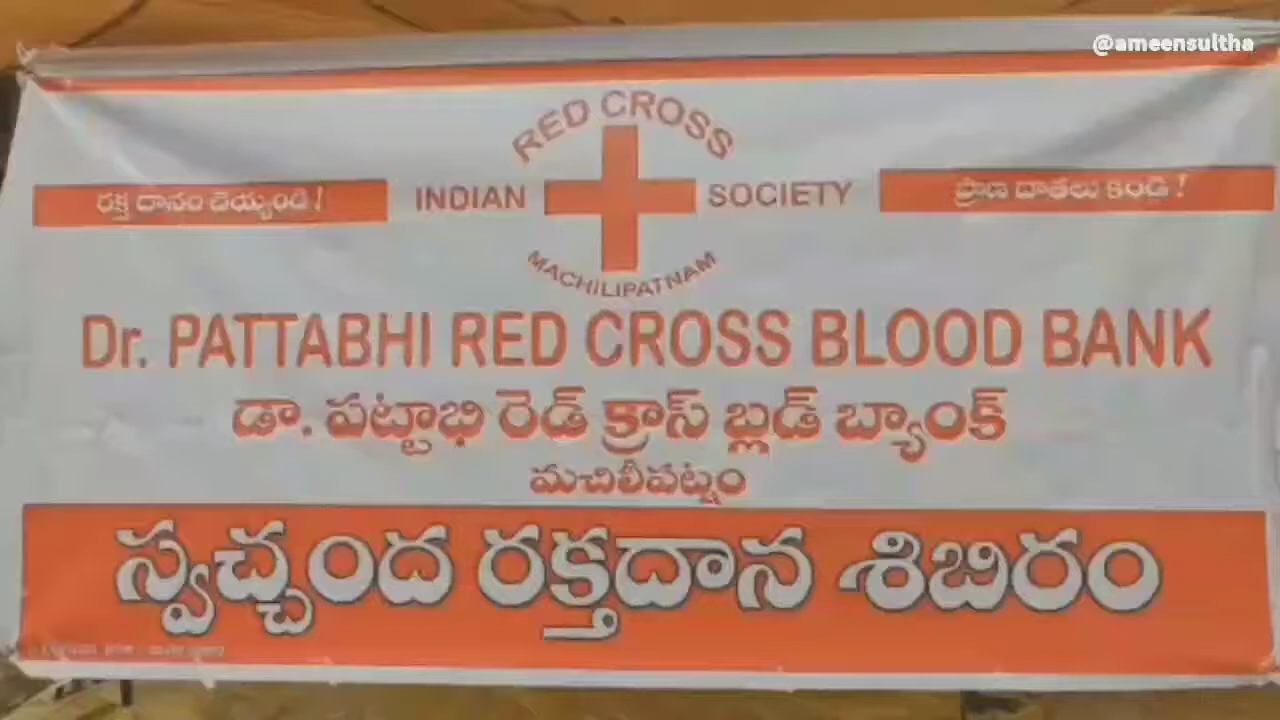 @ameensultha
RED CROSS
రక్త దానం చెయ్యండి !
INDIAN SOCIETY
ప్రాణ దాతలు కండి !
MACHILIPATNAM
Dr. PATTABHI RED CROSS BLOOD BANK
డా. పట్టాభి రెడ్ క్రాస్ బ్లడ్ బ్యాంక్
మచిలీపట్నం
స్వచ్ఛంద రక్తదాన శిబిరం